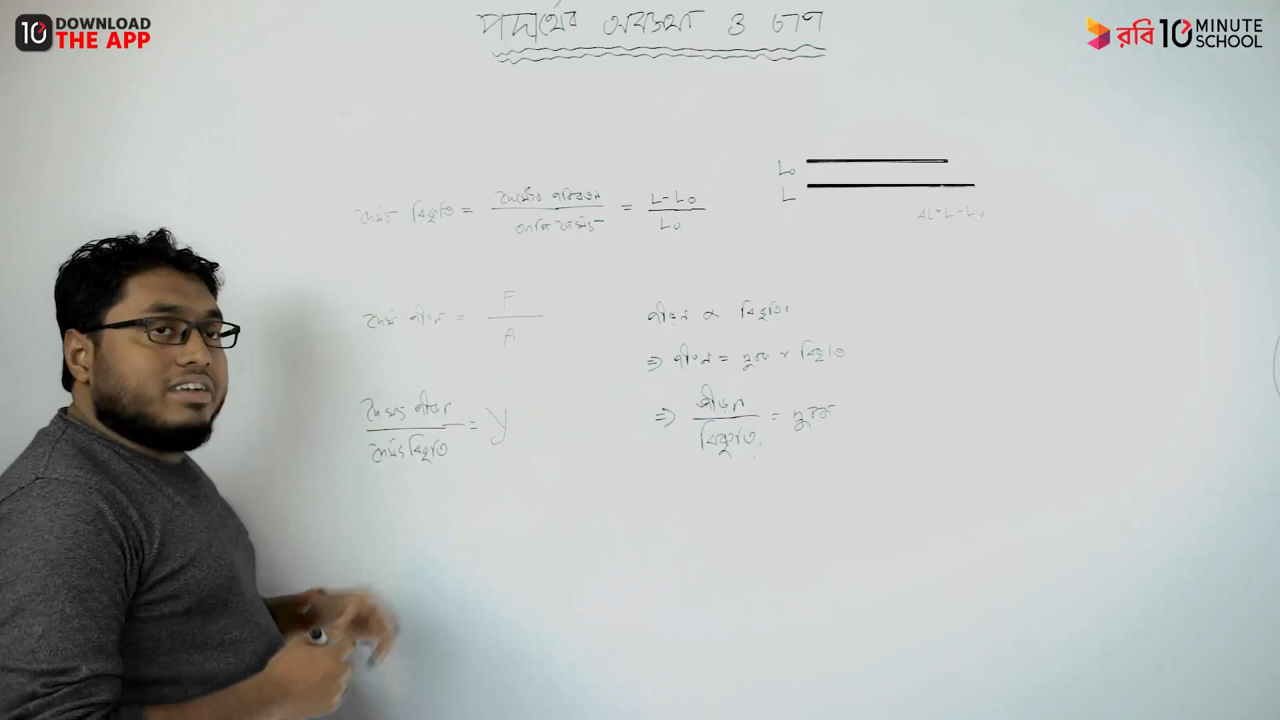 10 DOWNLOAD
THE APP
পদার্থের অবস্থা ও চাপ
রবি 10 MINUTE
SCHOOL
L₀
L
দৈর্ঘ্য বিকৃতি = দৈর্ঘ্যের পরিবর্তন / আদি দৈর্ঘ্য = L-L₀ / L₀
ΔL=L-L₀
দৈর্ঘ্য পীড়ন = F / A
পীড়ন ∝ বিকৃতি
⇒ পীড়ন = ধ্রুবক × বিকৃতি
দৈর্ঘ্য পীড়ন / দৈর্ঘ্য বিকৃতি = Y
⇒ পীড়ন / বিকৃতি = ধ্রুবক